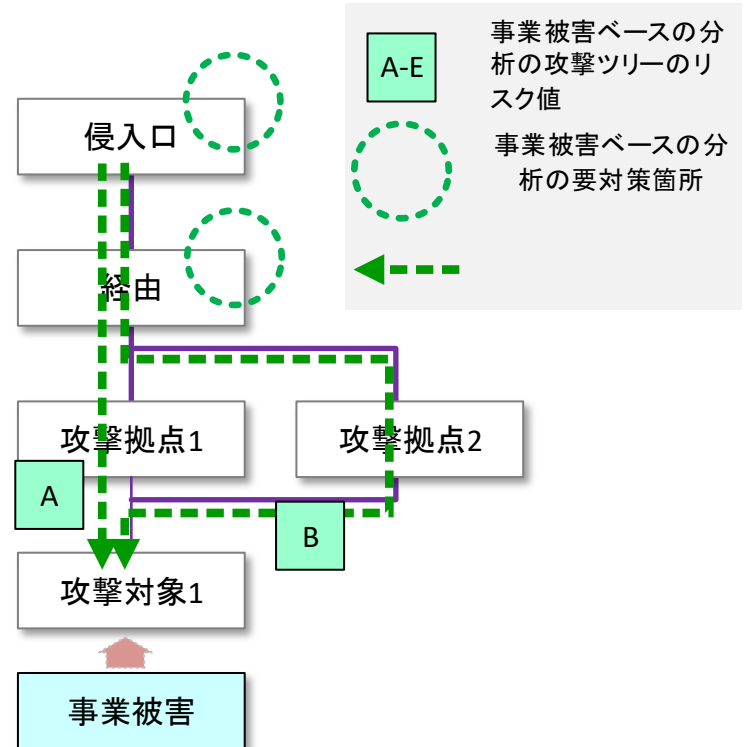 事業被害ベースの分
析の攻撃ツリーのリ
スク値
A-E
事業被害ベースの分
析の要対策箇所
侵入口
経由
攻撃拠点1
攻撃拠点2
A
B
攻撃対象1
事業被害